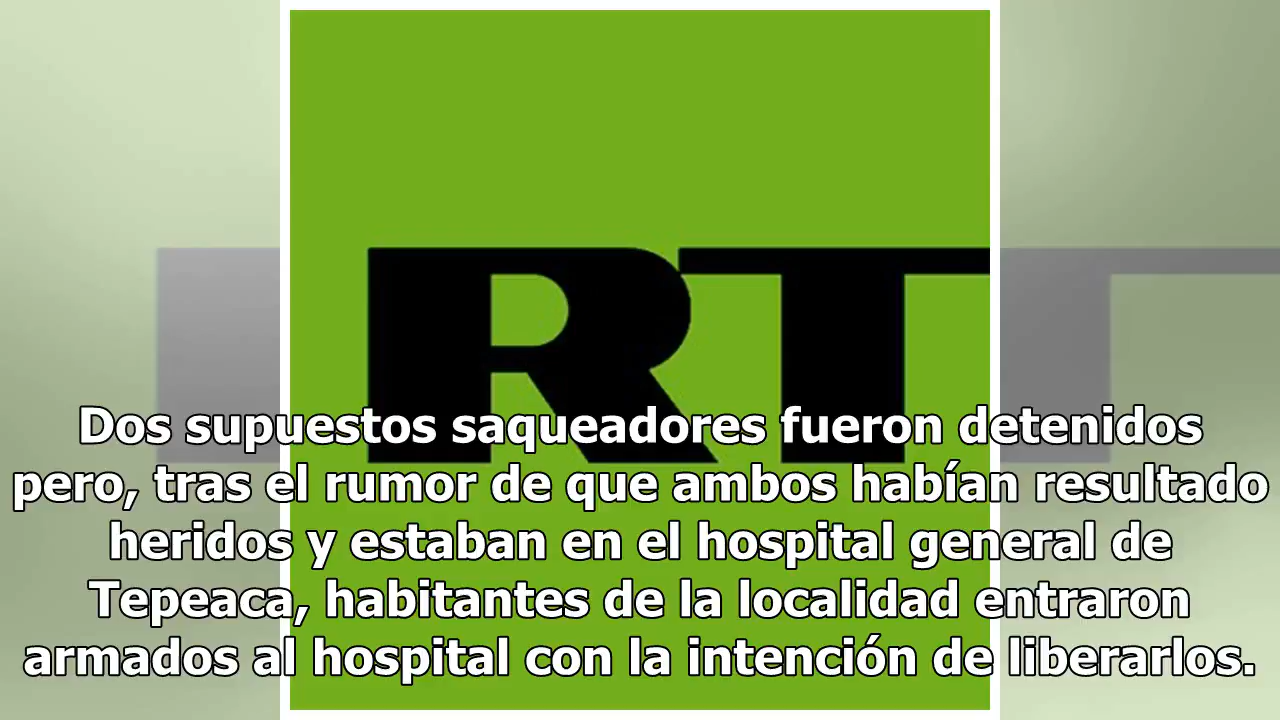 RT
Dos supuestos saqueadores fueron detenidos
pero, tras el rumor de que ambos habían resultado
heridos y estaban en el hospital general de
Tepeaca, habitantes de la localidad entraron
armados al hospital con la intención de liberarlos.